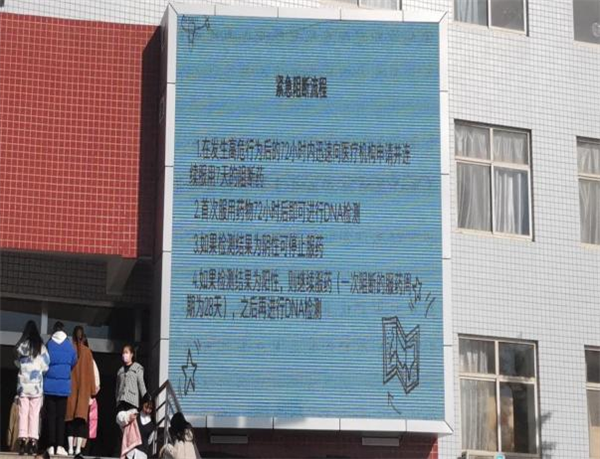 紧急阻断流程
1.在发生高危行为后的72小时内迅速向医疗机构申请并连
续服用7天的阻断药
2.首次服用药物72小时后即可进行DNA检测
3.如果检测结果为阴性可停止服药
4.如果检测结果为阳性，则继续服药（一次阻断的服药周
期为28天），之后再进行DNA检测